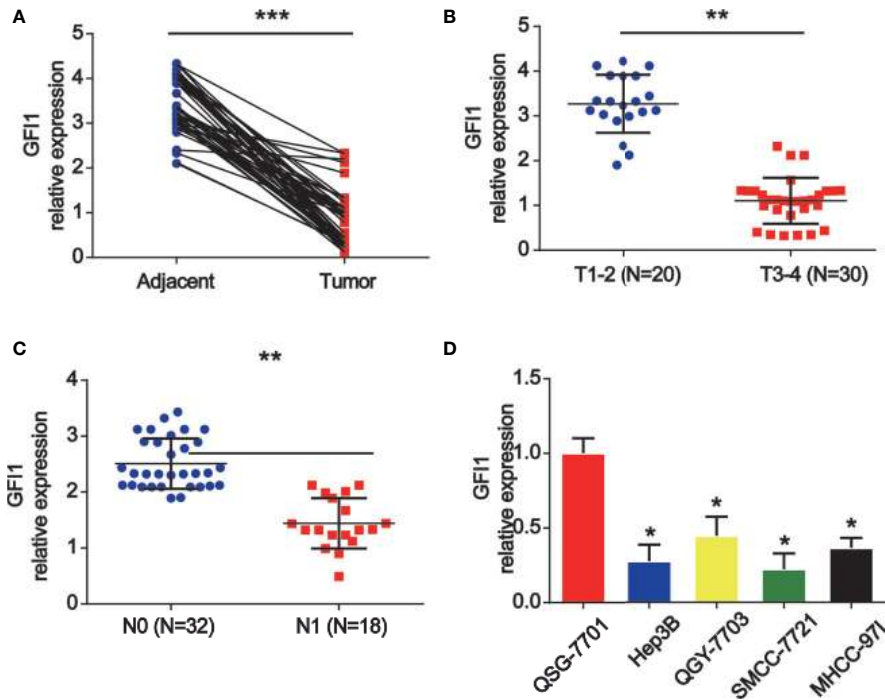 A
***
GFI1
relative expression
5
4
3
2
1
0
Adjacent
Tumor
B
**
GFI1
relative expression
5
4
3
2
1
0
T1-2 (N=20)
T3-4 (N=30)
C
**
GFI1
relative expression
4
3
2
1
0
N0 (N=32)
N1 (N=18)
D
GFI1
relative expression
1.5
1.0
0.5
0.0
*
*
*
*
QSG-7701
Hep3B
QGY-7703
SMCC-7721
MHCC-97l